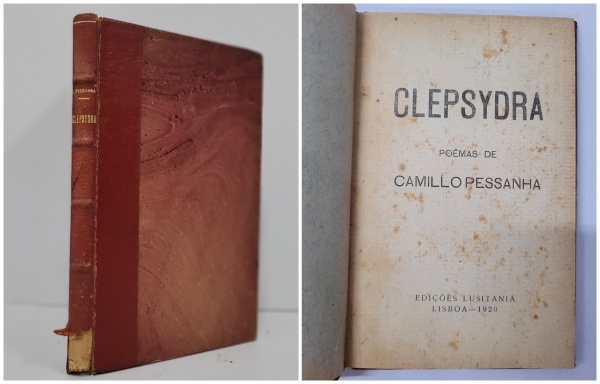 C. PESSANHA
CLEPSYDRA
CLEPSYDRA
POÊMAS DE
CAMILLO PESSANHA
EDIÇÕES LUSITANIA
LISBOA — 1920